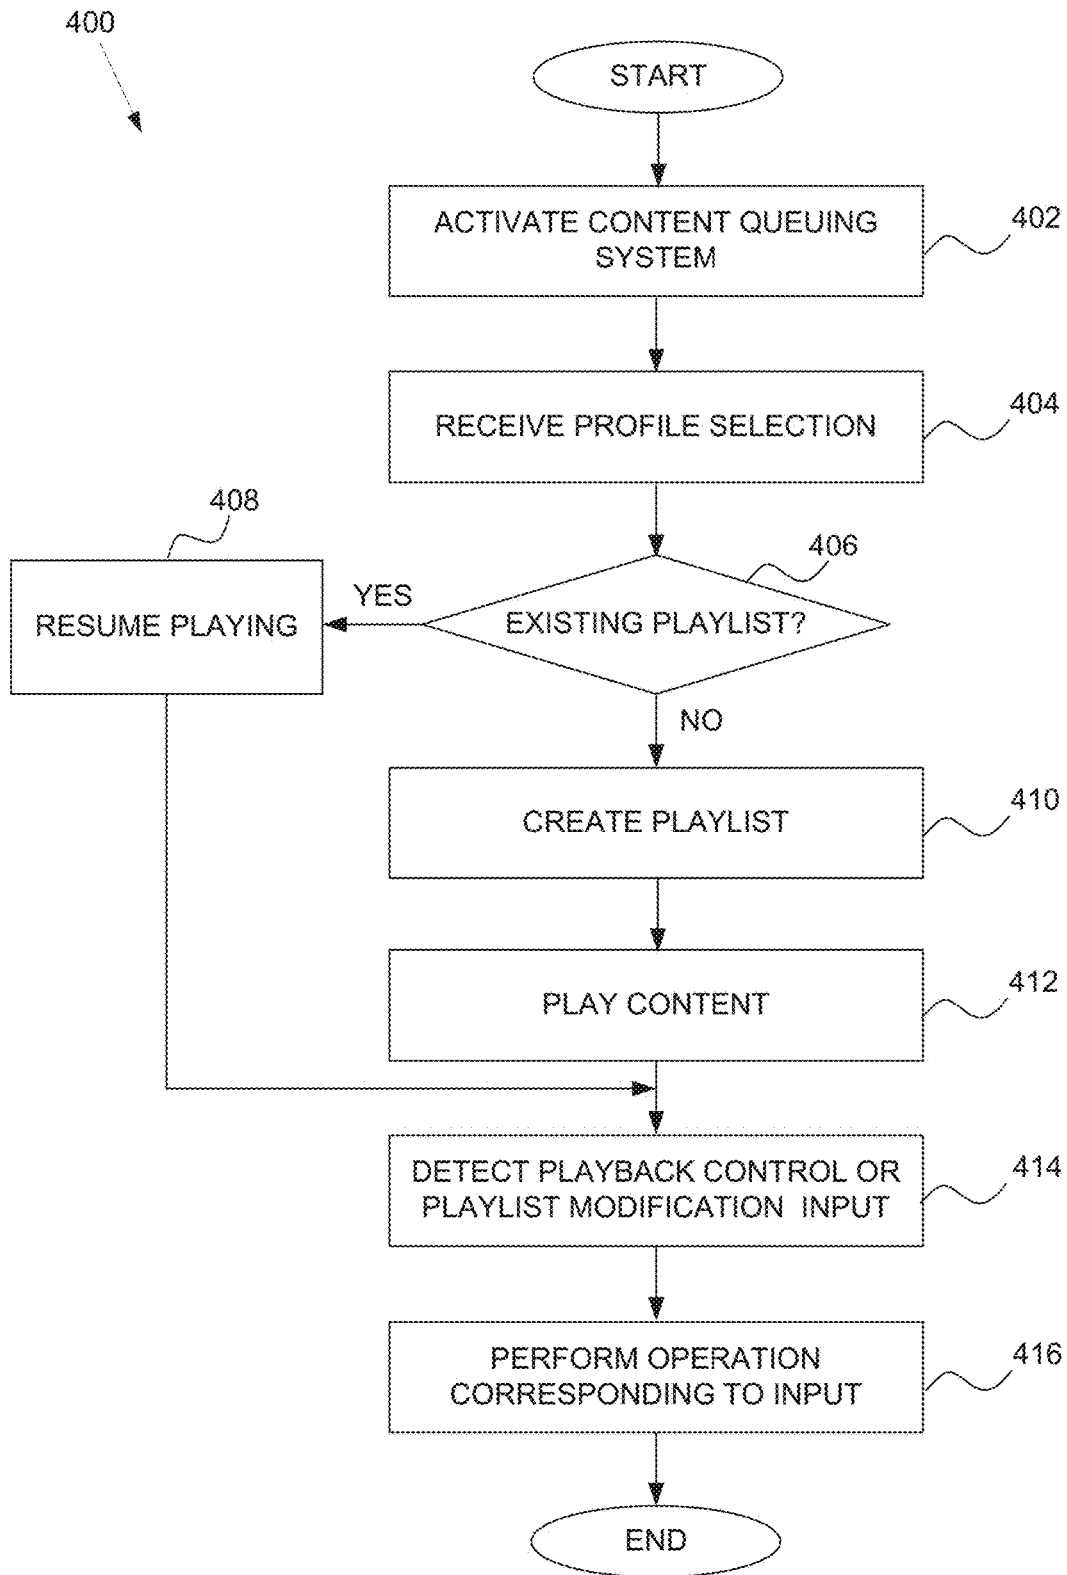 400
START
ACTIVATE CONTENT QUEUING
SYSTEM
402
RECEIVE PROFILE SELECTION
404
408
406
RESUME PLAYING
YES
EXISTING PLAYLIST?
NO
CREATE PLAYLIST
410
PLAY CONTENT
412
DETECT PLAYBACK CONTROL OR
PLAYLIST MODIFICATION INPUT
414
PERFORM OPERATION
CORRESPONDING TO INPUT
416
END